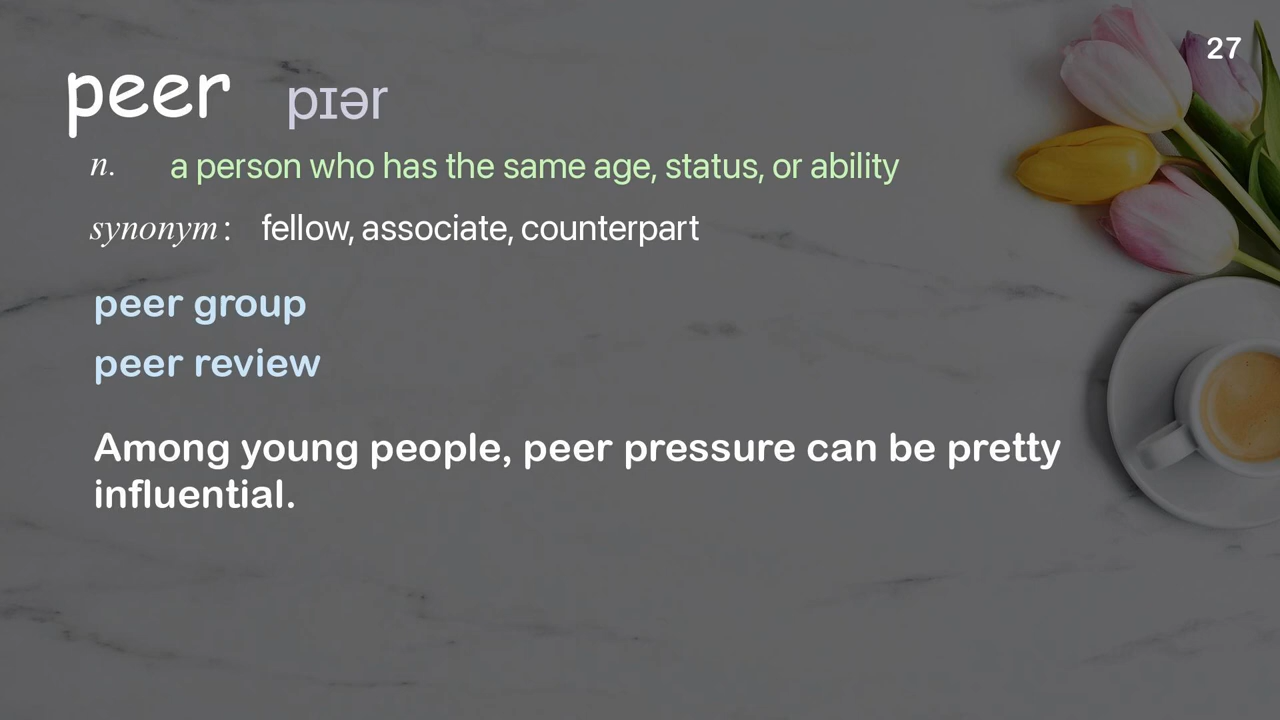 27
peer pɪər
n. a person who has the same age, status, or ability
synonym: fellow, associate, counterpart
peer group
peer review
Among young people, peer pressure can be pretty
influential.